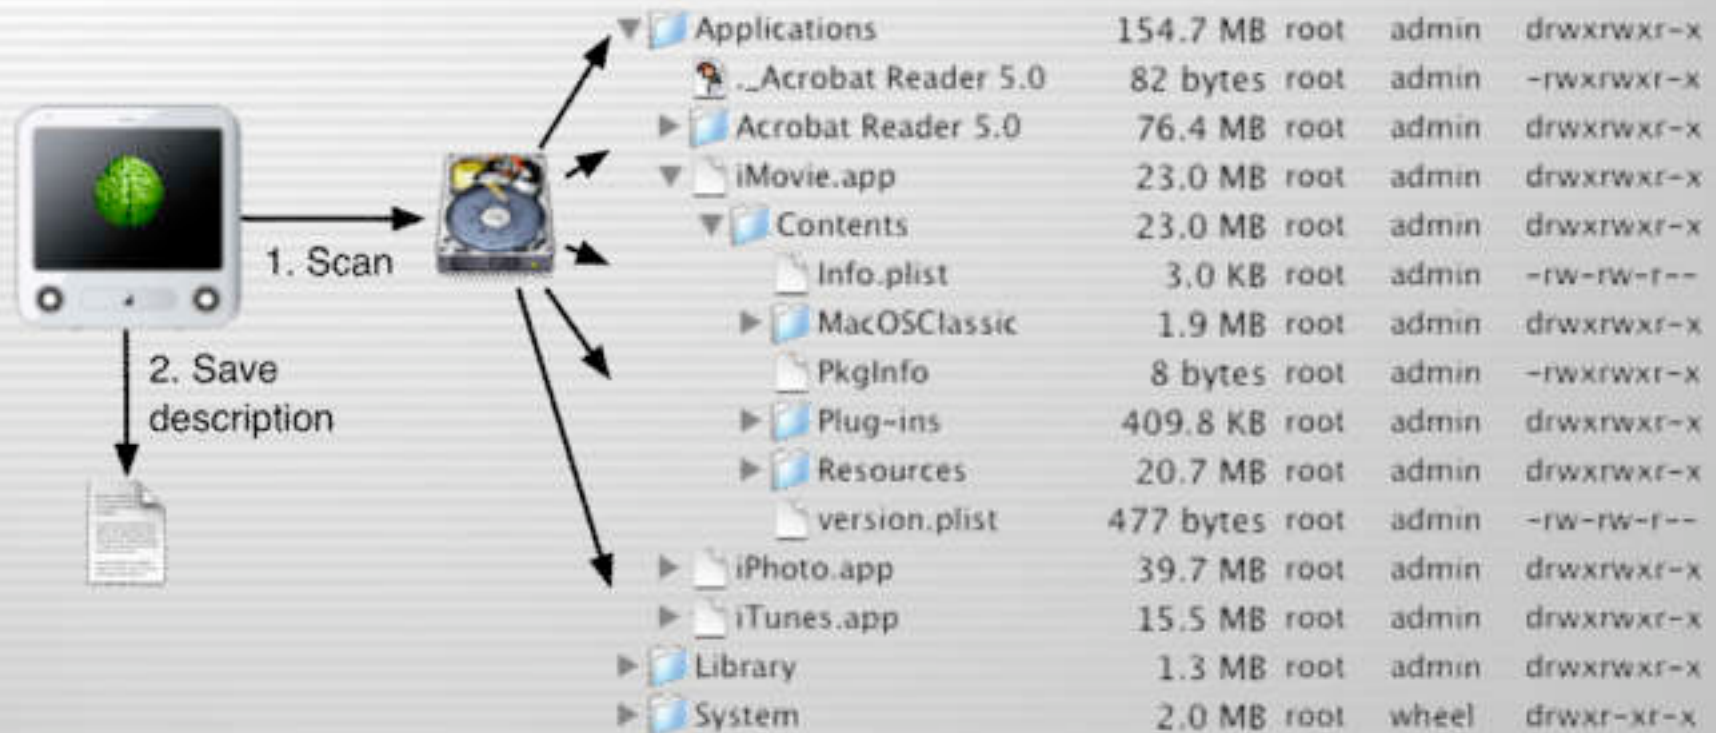 Applications 154.7 MB root admin drwxrwxr-x
._Acrobat Reader 5.0 82 bytes root admin -rwxrwxr-x
Acrobat Reader 5.0 76.4 MB root admin drwxrwxr-x
iMovie.app 23.0 MB root admin drwxrwxr-x
Contents 23.0 MB root admin drwxrwxr-x
1. Scan
Info.plist 3.0 KB root admin -rw-rw-r--
MacOSClassic 1.9 MB root admin drwxrwxr-x
2. Save
description
PkgInfo 8 bytes root admin -rwxrwxr-x
Plug-ins 409.8 KB root admin drwxrwxr-x
Resources 20.7 MB root admin drwxrwxr-x
version.plist 477 bytes root admin -rw-rw-r--
iPhoto.app 39.7 MB root admin drwxrwxr-x
iTunes.app 15.5 MB root admin drwxrwxr-x
Library 1.3 MB root admin drwxrwxr-x
System 2.0 MB root wheel drwxr-xr-x